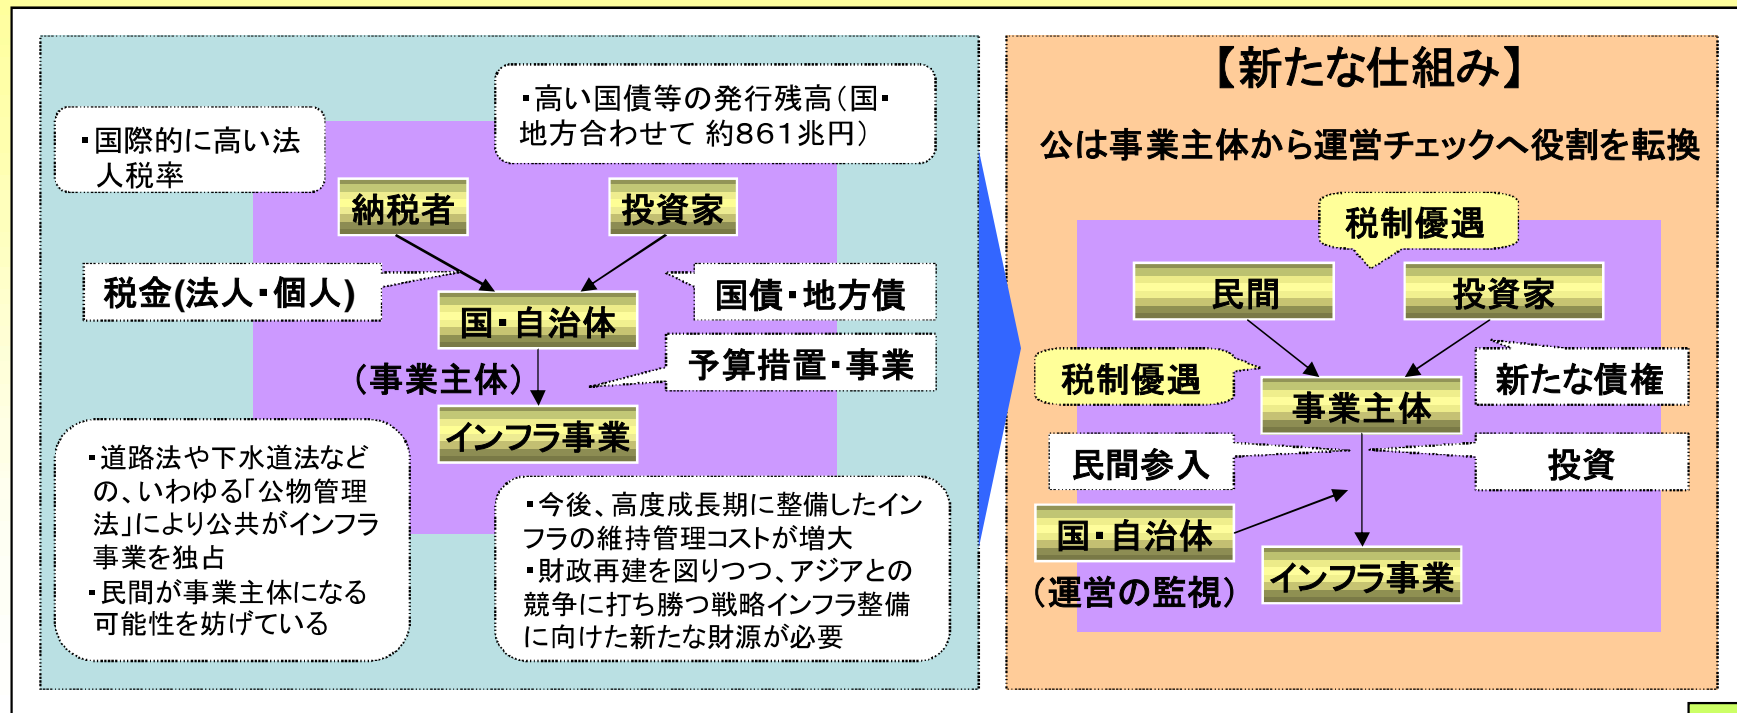 ・国際的に高い法
人税率
・高い国債等の発行残高（国・
地方合わせて 約861兆円）
納税者
投資家
税金(法人・個人)
国債・地方債
国・自治体
（事業主体）
予算措置・事業
インフラ事業
・道路法や下水道法など
の、いわゆる「公物管理
法」により公共がインフラ
事業を独占
・民間が事業主体になる
可能性を妨げている
・今後、高度成長期に整備したイン
フラの維持管理コストが増大
・財政再建を図りつつ、アジアとの
競争に打ち勝つ戦略インフラ整備
に向けた新たな財源が必要
【新たな仕組み】
公は事業主体から運営チェックへ役割を転換
税制優遇
民間
投資家
税制優遇
新たな債権
事業主体
民間参入
投資
国・自治体
（運営の監視）
インフラ事業